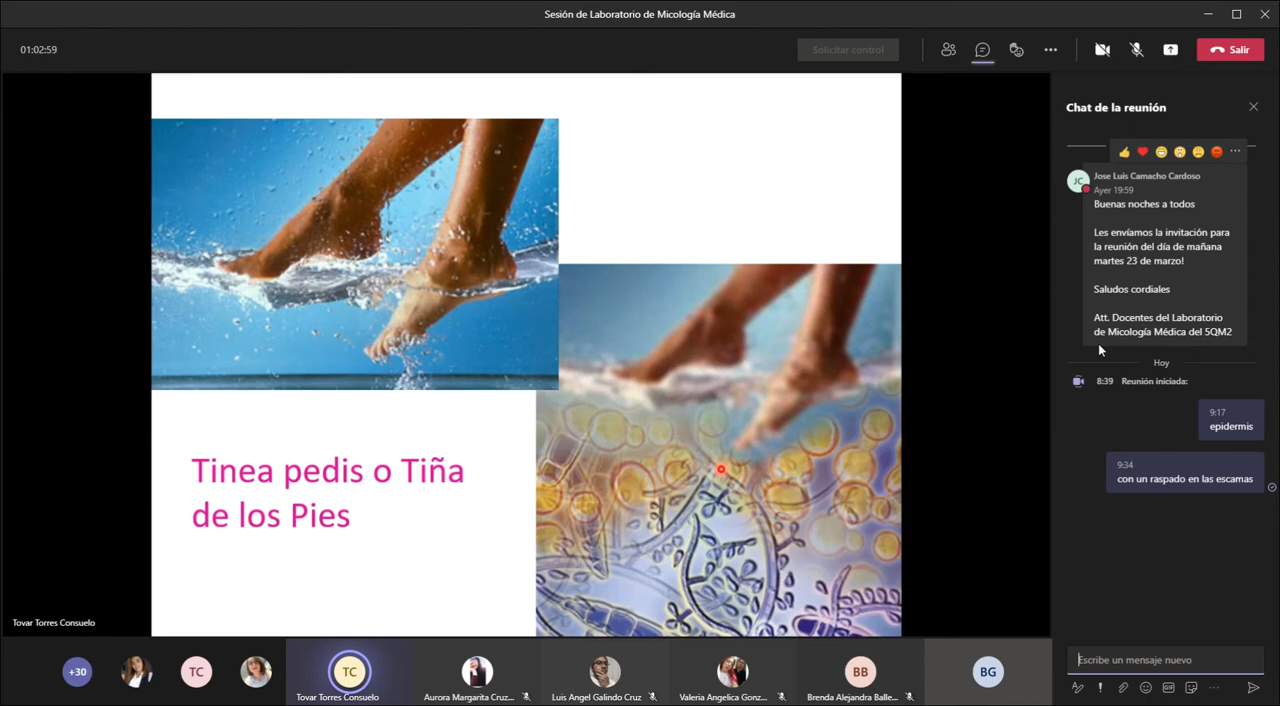 Sesión de Laboratorio de Micología Médica
01:02:59
Solicitar control
Salir
Chat de la reunión
JC
Jose Luis Camacho Cardoso
Ayer 19:59
Buenas noches a todos
Les envíamos la invitación para
la reunión del día de mañana
martes 23 de marzo!
Saludos cordiales
Att. Docentes del Laboratorio
de Micología Médica del 5QM2
Hoy
8:39 Reunión iniciada:
9:17
epidermis
9:34
con un raspado en las escamas
Tinea pedis o Tiña
de los Pies
Tovar Torres Consuelo
+30
TC
TC
Tovar Torres Consuelo
Aurora Margarita Cruz...
Luis Angel Galindo Cruz
Valeria Angelica Gonz...
BB
Brenda Alejandra Balle...
BG
Escribe un mensaje nuevo
GIF